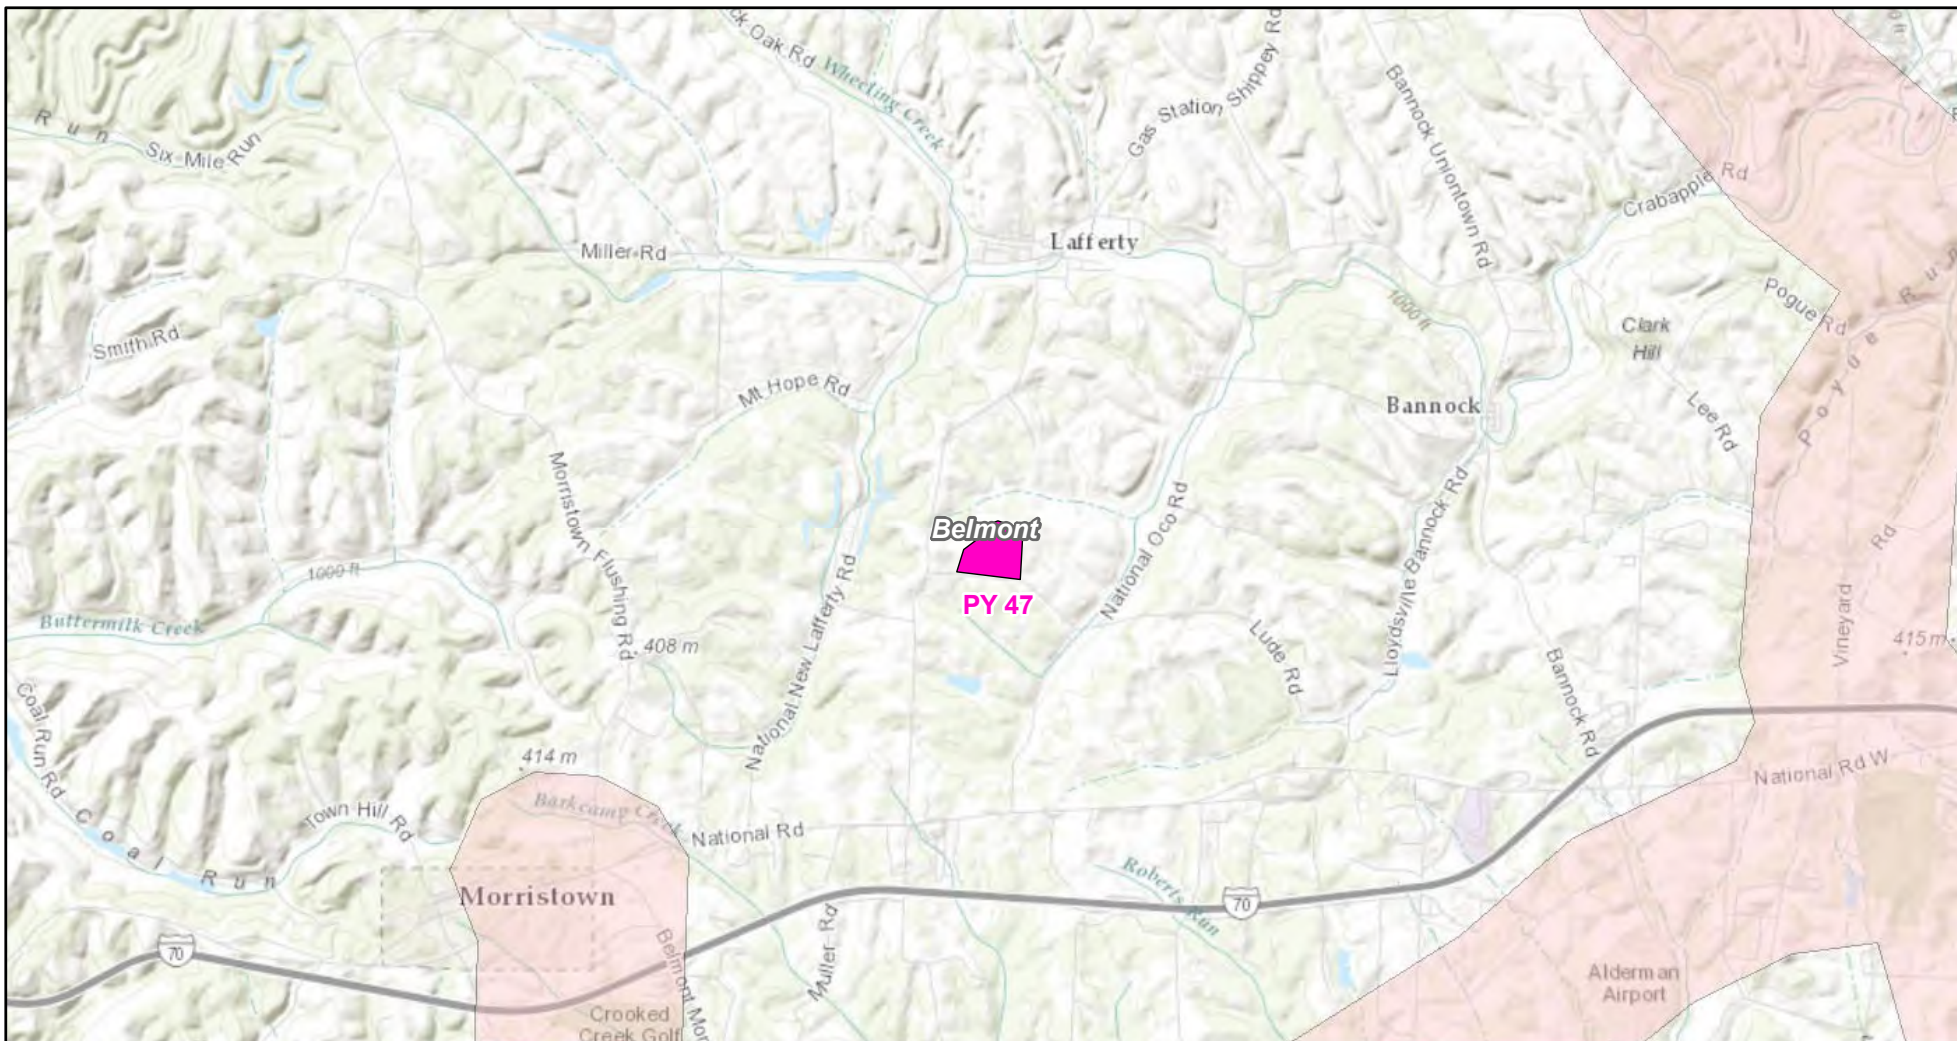 Oak Rd
Wheeling Creek
Gas Station Shippey Rd
Bannock Uniontown Rd
Run
Six-Mile Run
Crabapple Rd
Lafferty
Miller Rd
Pogue Rd
Run
1000 ft
Clark
Hill
Smith Rd
Mt Hope Rd
Bannock
Lee Rd
Poyue
Morristown Flushing Rd
National Oco Rd
Lloydsville Bannock Rd
Belmont
Rd
1000 ft
PY 47
National New Lafferty Rd
Buttermilk Creek
408 m
Lude Rd
Vineyard
415 m
Bannock Rd
Coal Run Rd
414 m
National Rd W
Coal Run
Town Hill Rd
Barkcamp Creek
National Rd
Morristown
Roberts Run
70
70
Muller Rd
Belmont Mor
Alderman
Airport
Crooked
Creek Golf